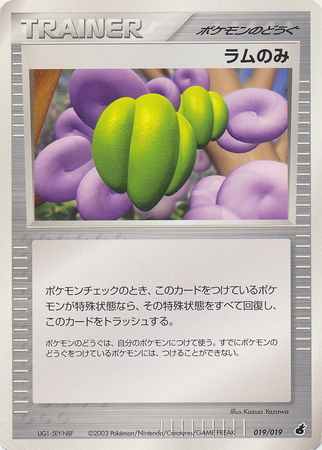 TRAINER
ポケモンのどうぐ
ラムのみ
ポケモンチェックのとき、このカードをつけているポケ
モンが特殊状態なら、その特殊状態をすべて回復し、
このカードをトラッシュする。
ポケモンのどうぐは、自分のポケモンにつけて使う。すでにポケモンの
どうぐをつけているポケモンには、つけることができない。
Illus.Kazuo Yazawa
UG1-SEY-N8F
©2003 Pokémon/Nintendo/Creatures/GAME FREAK
019/019